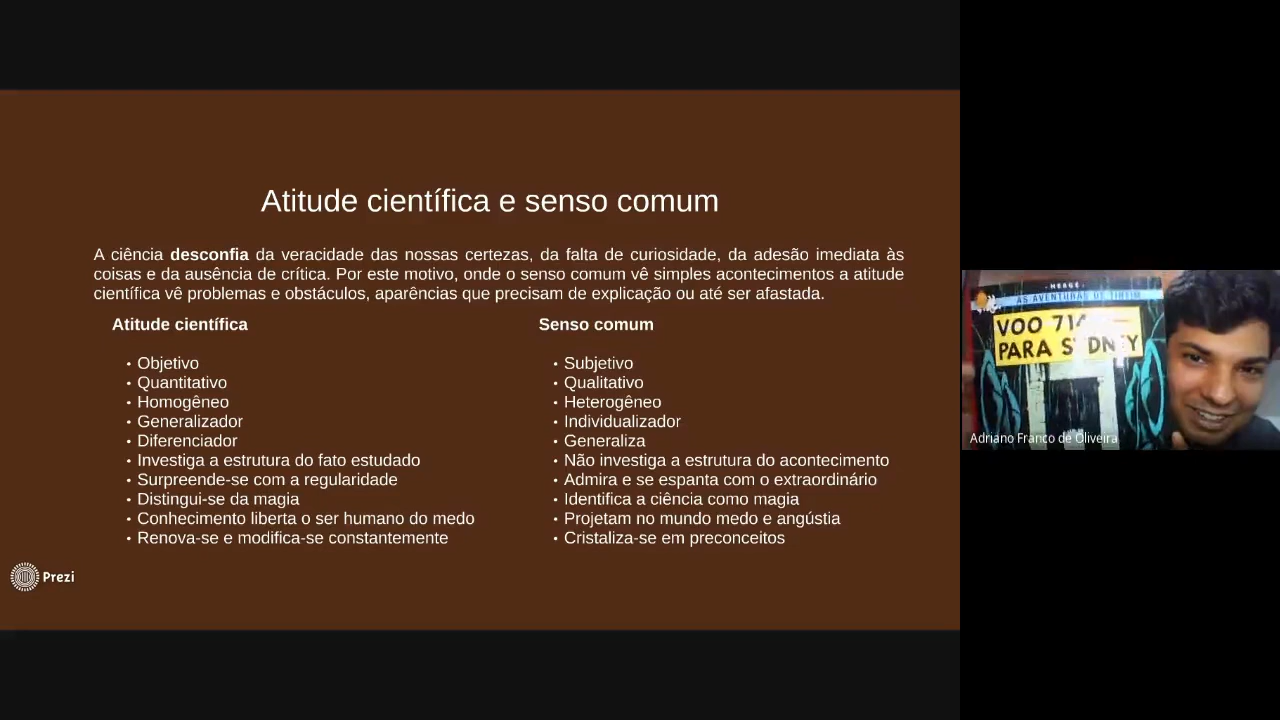 Atitude científica e senso comum
A ciência desconfia da veracidade das nossas certezas, da falta de curiosidade, da adesão imediata às
coisas e da ausência de crítica. Por este motivo, onde o senso comum vê simples acontecimentos a atitude
científica vê problemas e obstáculos, aparências que precisam de explicação ou até ser afastada.
Atitude científica
• Objetivo
• Quantitativo
• Homogêneo
• Generalizador
• Diferenciador
• Investiga a estrutura do fato estudado
• Surpreende-se com a regularidade
• Distingui-se da magia
• Conhecimento liberta o ser humano do medo
• Renova-se e modifica-se constantemente
Senso comum
• Subjetivo
• Qualitativo
• Heterogêneo
• Individualizador
• Generaliza
• Não investiga a estrutura do acontecimento
• Admira e se espanta com o extraordinário
• Identifica a ciência como magia
• Projetam no mundo medo e angústia
• Cristaliza-se em preconceitos
Prezi
- HERGÉ -
AS AVENTURAS DE TINTIM
VOO 714
PARA SYDNEY
Adriano Franco de Oliveira